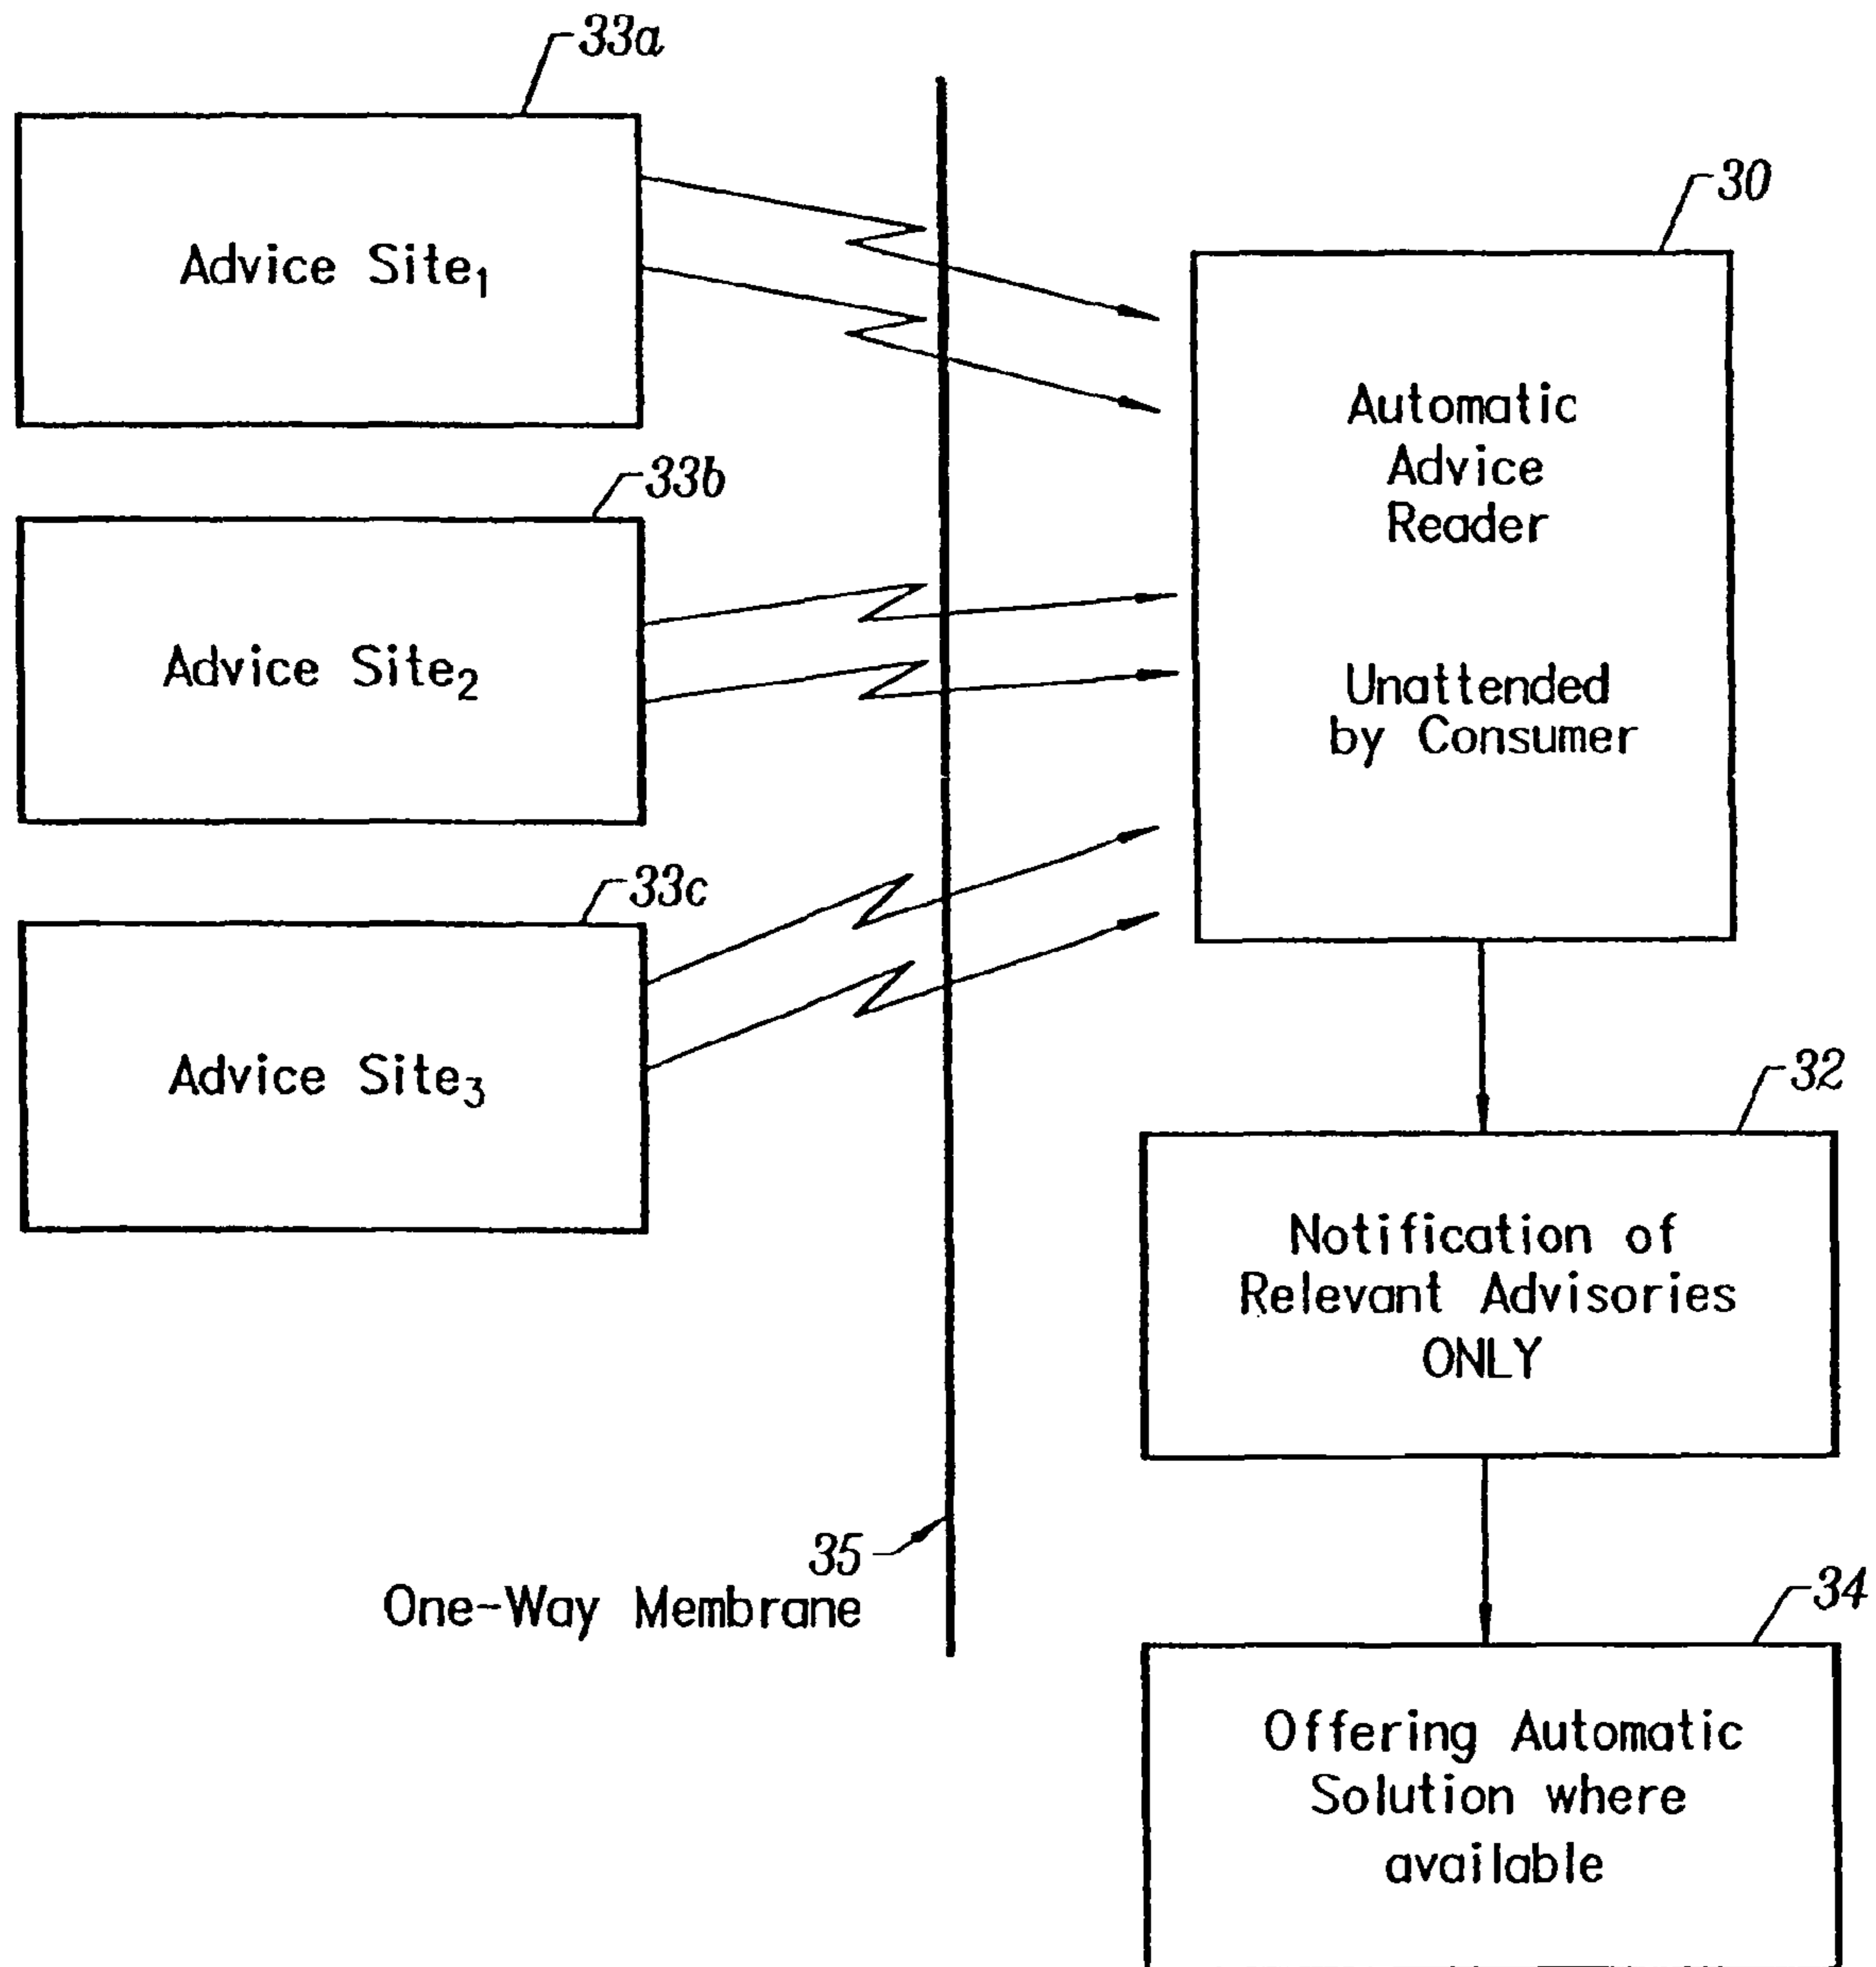 33a
Advice Site₁
33b
Advice Site₂
33c
Advice Site₃
35
One-Way Membrane
30
Automatic
Advice
Reader
Unattended
by Consumer
32
Notification of
Relevant Advisories
ONLY
34
Offering Automatic
Solution where
available